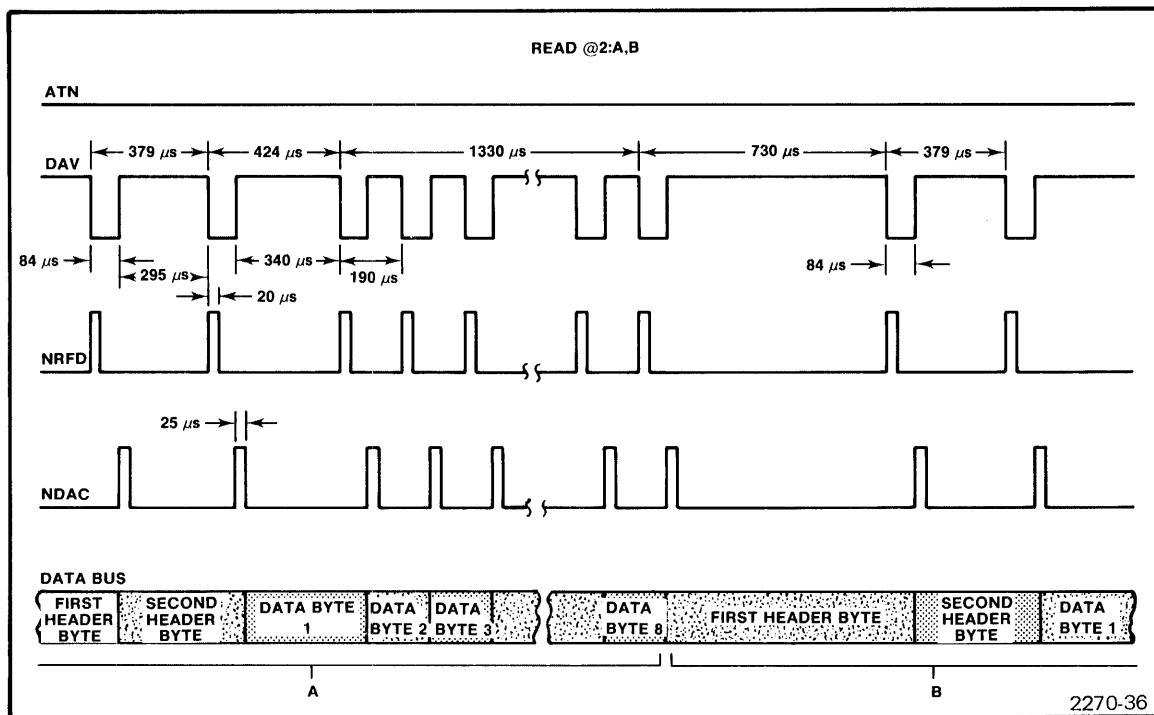 READ @2:A,B
ATN
DAV
379 µs
424 µs
1330 µs
730 µs
379 µs
84 µs
295 µs
340 µs
190 µs
84 µs
20 µs
NRFD
25 µs
NDAC
DATA BUS
FIRST
HEADER
BYTE
SECOND
HEADER
BYTE
DATA BYTE
1
DATA
BYTE 2
DATA
BYTE 3
DATA
BYTE 8
FIRST HEADER BYTE
SECOND
HEADER
BYTE
DATA
BYTE 1
A
B
2270-36